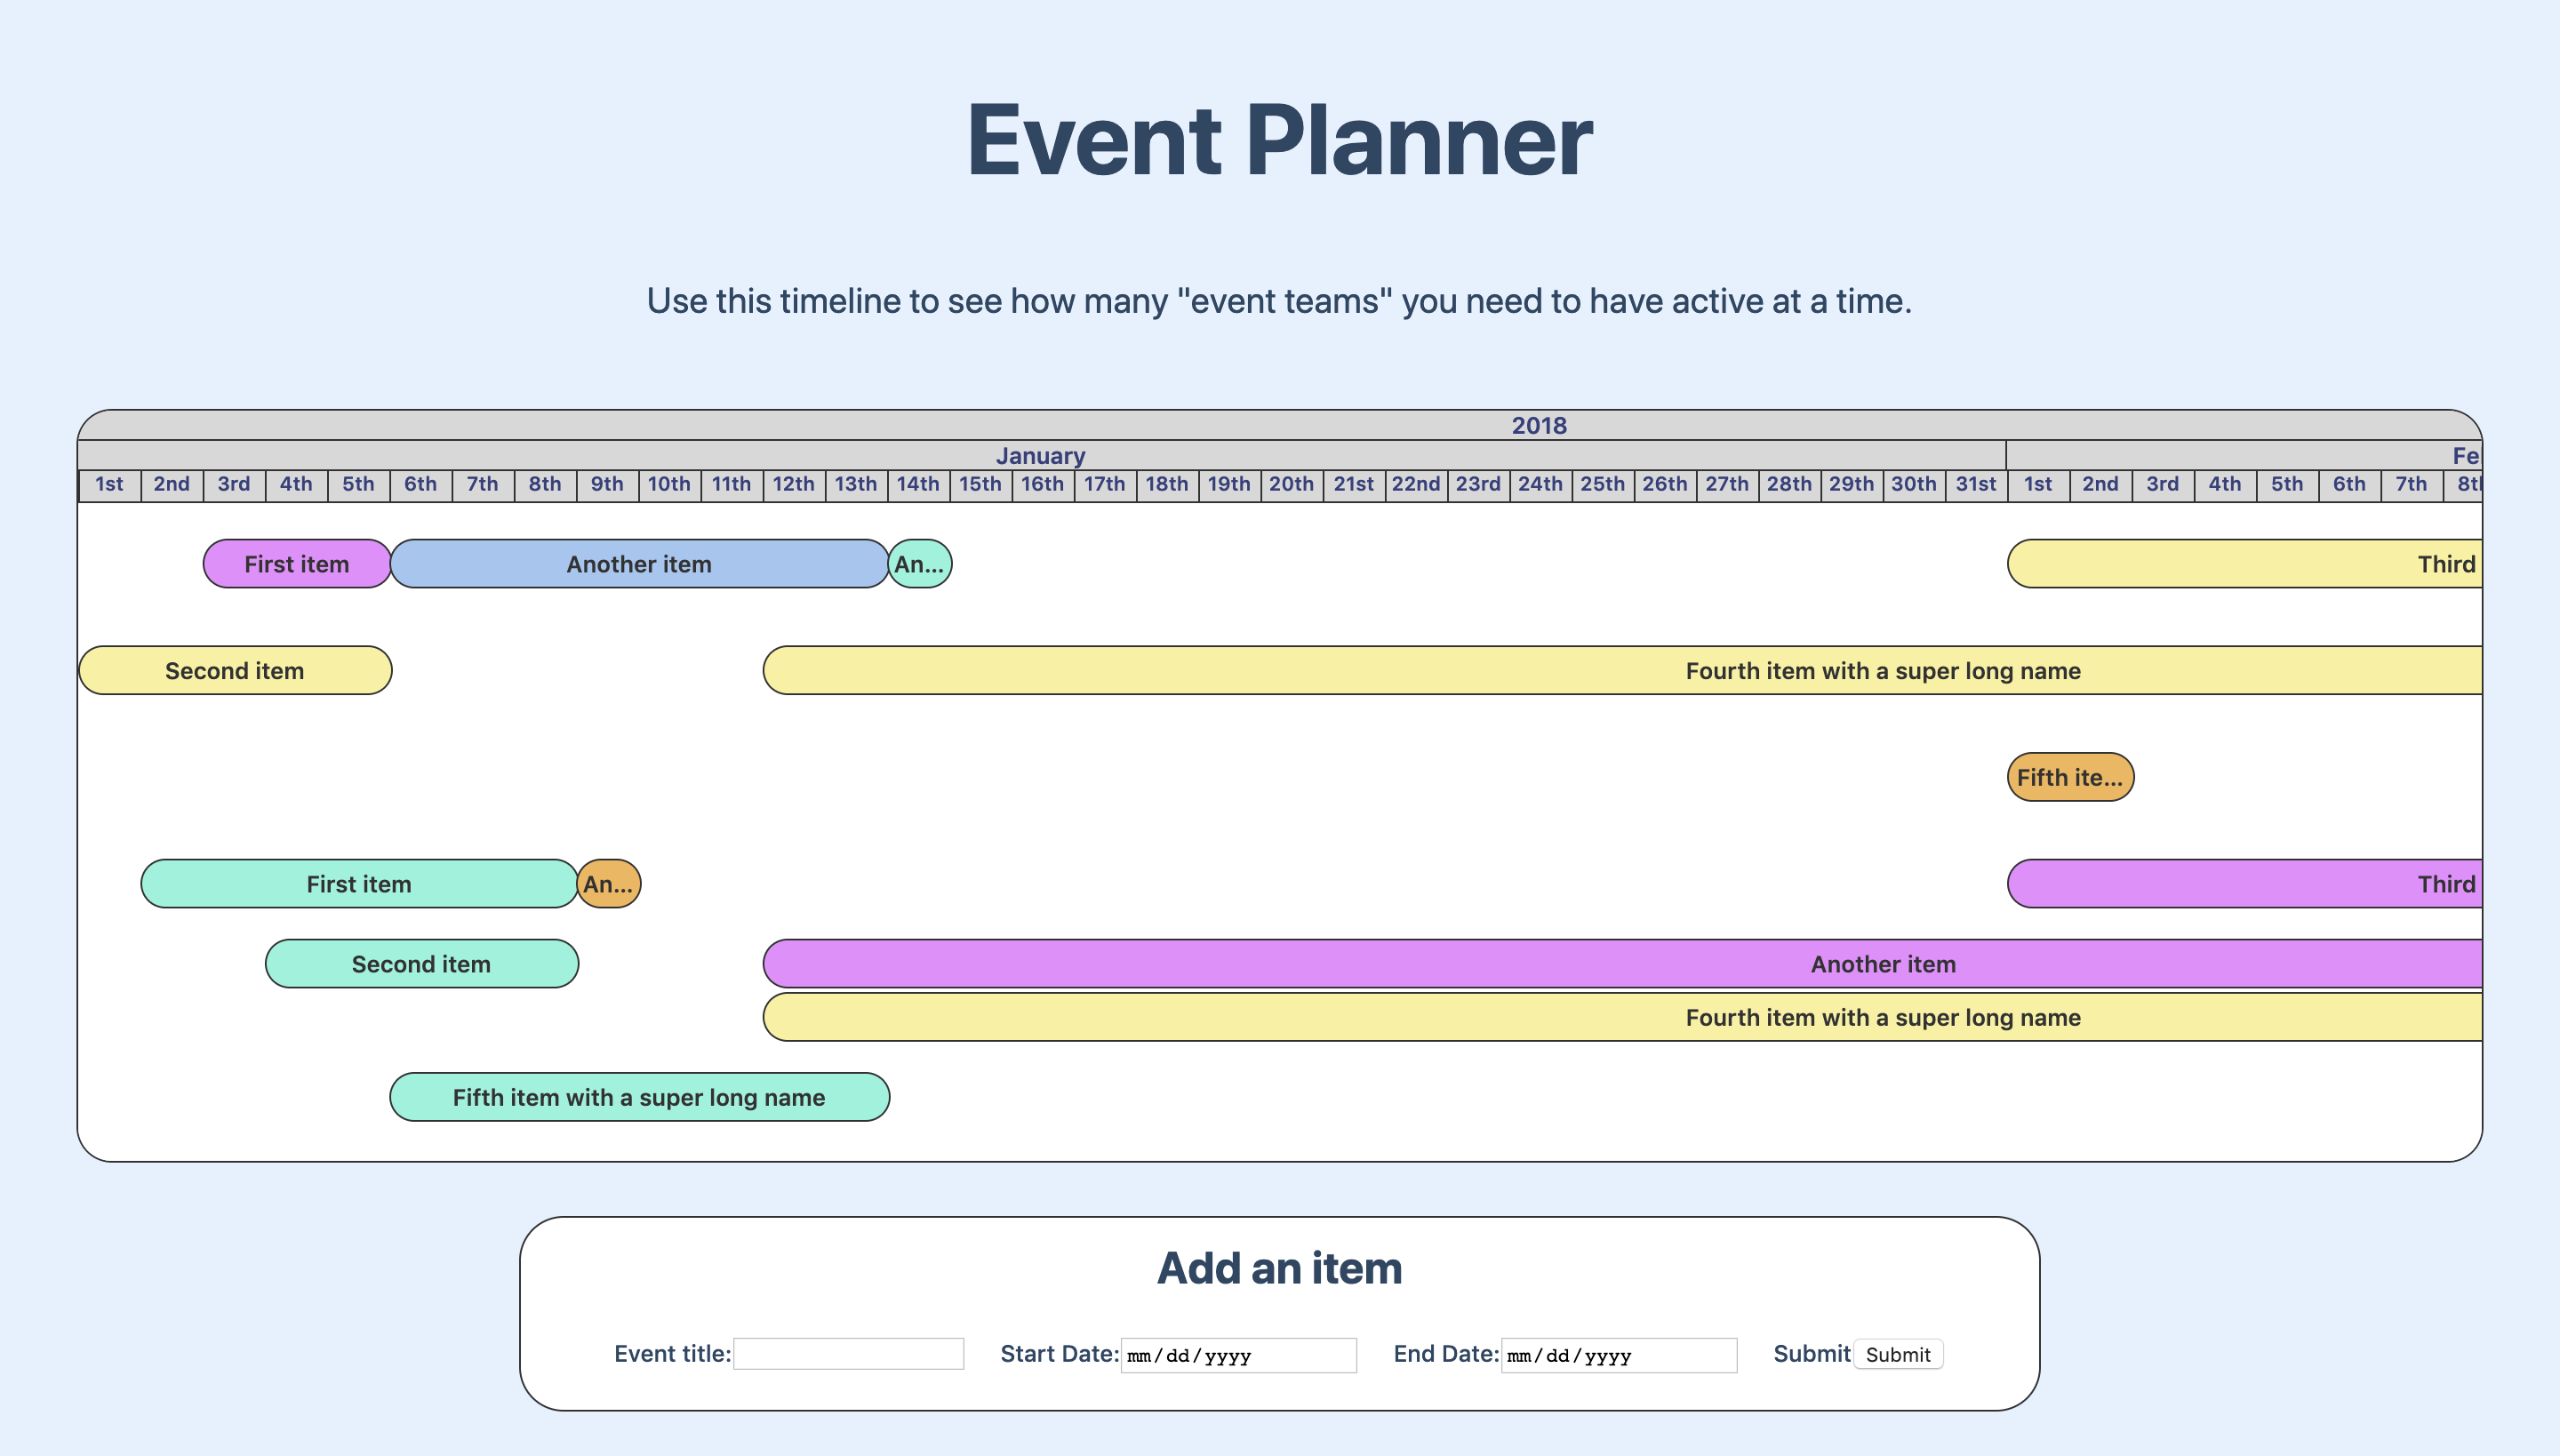 Event Planner
Use this timeline to see how many "event teams" you need to have active at a time.
2018
January Fe
1st 2nd 3rd 4th 5th 6th 7th 8th 9th 10th 11th 12th 13th 14th 15th 16th 17th 18th 19th 20th 21st 22nd 23rd 24th 25th 26th 27th 28th 29th 30th 31st 1st 2nd 3rd 4th 5th 6th 7th 8th
First item Another item An... Third
Second item Fourth item with a super long name
Fifth ite...
First item An... Third
Second item Another item
Fourth item with a super long name
Fifth item with a super long name
Add an item
Event title: Start Date: mm/dd/yyyy End Date: mm/dd/yyyy Submit Submit